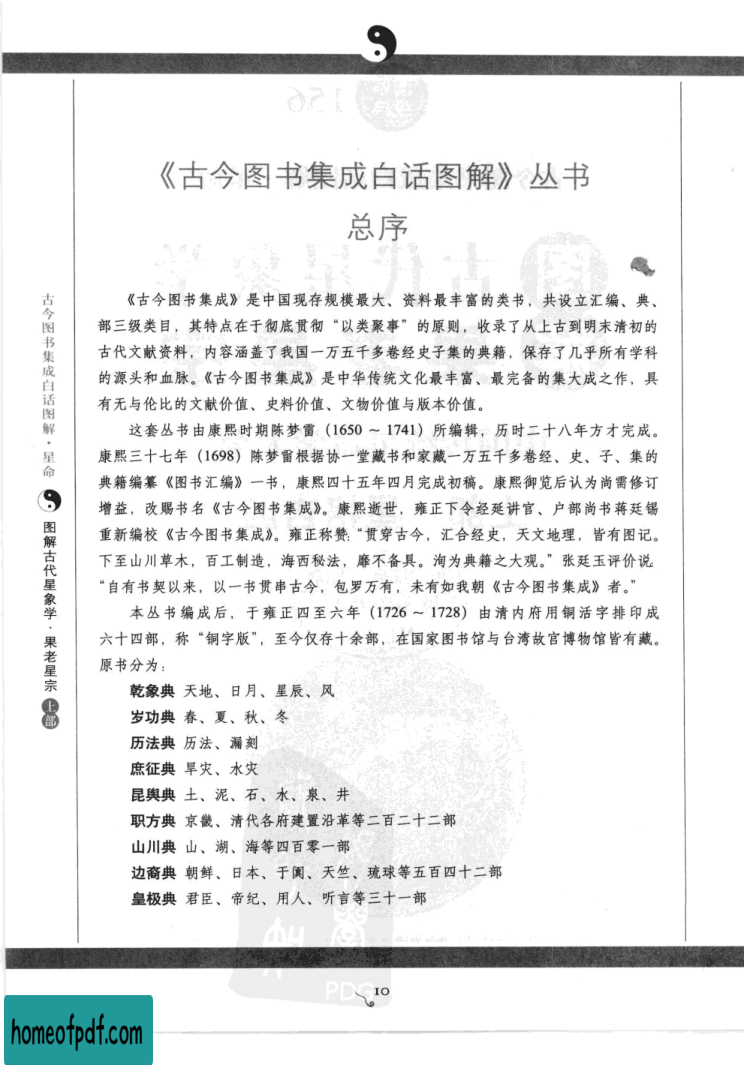 《古今图书集成白话图解》丛书
总序
《古今图书集成》是中国现存规模最大、资料最丰富的类书，共设立汇编、典、
部三级类目，其特点在于彻底贯彻“以类聚事”的原则，收录了从上古到明末清初的
古代文献资料，内容涵盖了我国一万五千多卷经史子集的典籍，保存了几乎所有学科
的源头和血脉。《古今图书集成》是中华传统文化最丰富、最完备的集大成之作，具
有无与伦比的文献价值、史料价值、文物价值与版本价值。
这套丛书由康熙时期陈梦雷（1650 ~ 1741）所编辑，历时二十八年方才完成。
康熙三十七年（1698）陈梦雷根据协一堂藏书和家藏一万五千多卷经、史、子、集的
典籍编纂《图书汇编》一书，康熙四十五年四月完成初稿。康熙御览后认为尚需修订
增益，改赐书名《古今图书集成》。康熙逝世，雍正下令经延讲官、户部尚书蒋廷锡
重新编校《古今图书集成》。雍正称赞：“贯穿古今，汇合经史，天文地理，皆有图记。
下至山川草木，百工制造，海西秘法，靡不备具。洵为典籍之大观。”张廷玉评价说：
“自有书契以来，以一书贯串古今，包罗万有，未有如我朝《古今图书集成》者。”
本丛书编成后，于雍正四至六年（1726 ~ 1728）由清内府用铜活字排印成
六十四部，称“铜字版”，至今仅存十余部，在国家图书馆与台湾故宫博物馆皆有藏。
原书分为：
乾象典 天地、日月、星辰、风
岁功典 春、夏、秋、冬
历法典 历法、漏刻
庶征典 旱灾、水灾
昆舆典 土、泥、石、水、泉、井
职方典 京畿、清代各府建置沿革等二百二十二部
山川典 山、湖、海等四百零一部
边裔典 朝鲜、日本、于阗、天竺、琉球等五百四十二部
皇极典 君臣、帝纪、用人、听言等三十一部
古今图书集成白话图解·星命
图解古代星象学·果老星宗 上部
PDG
10
homeofpdf.com